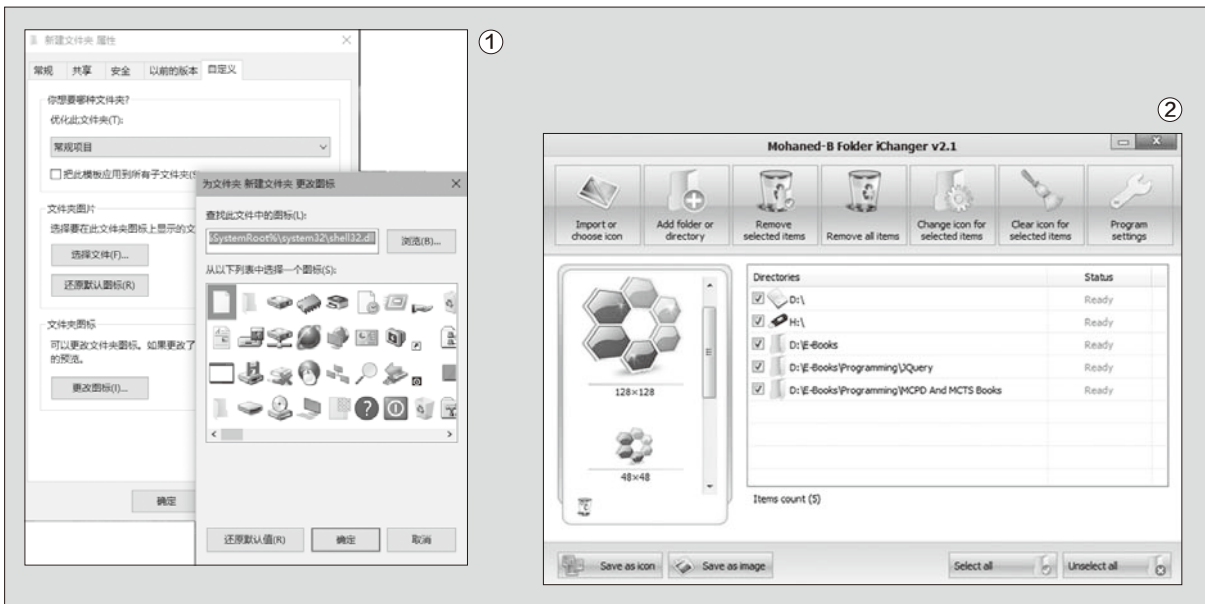 ①
新建文件夹 属性
常规 共享 安全 以前的版本 自定义
你想要哪种文件夹?
优化此文件夹(T):
常规项目
把此模板应用到所有子文件夹(S
文件夹图片
选择要在此文件夹图标上显示的文
选择文件(F)...
还原默认图标(R)
文件夹图标
可以更改文件夹图标。如果更改了
的预览。
更改图标(I)...
确定
为文件夹 新建文件夹 更改图标
查找此文件中的图标(L):
%SystemRoot%\system32\shell32.dl
浏览(B)...
从以下列表中选择一个图标(S):
还原默认值(R) 确定 取消
②
Mohaned-B Folder iChanger v2.1
Import or choose icon
Add folder or directory
Remove selected items
Remove all items
Change icon for selected items
Clear icon for selected items
Program settings
128×128
48×48
Directories Status
D:\ Ready
H:\ Ready
D:\E-Books Ready
D:\E-Books\Programming\JQuery Ready
D:\E-Books\Programming\MCPD And MCTS Books Ready
Items count (5)
Save as icon Save as image Select all Unselect all